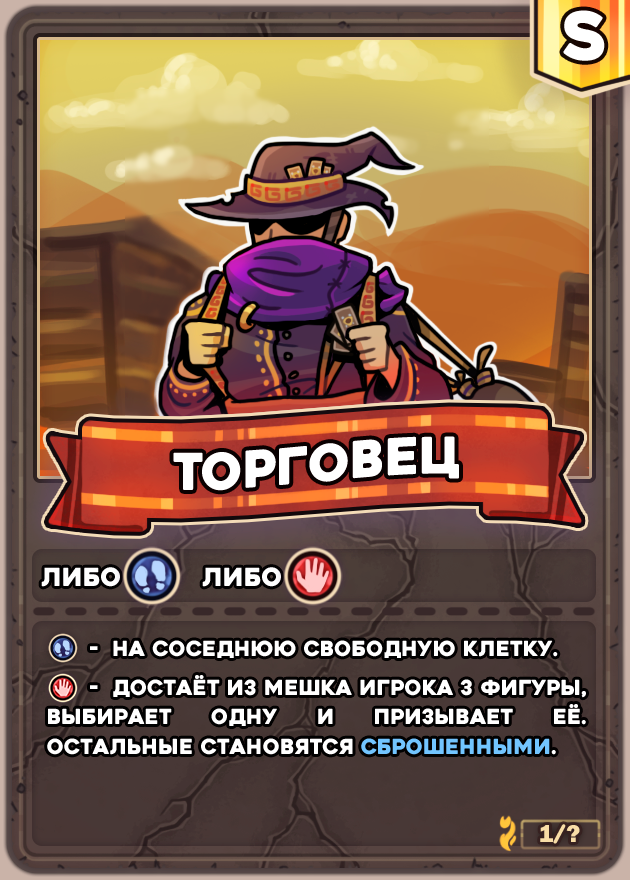 S
ТОРГОВЕЦ
ЛИБО ЛИБО
- НА СОСЕДНЮЮ СВОБОДНУЮ КЛЕТКУ.
- ДОСТАЁТ ИЗ МЕШКА ИГРОКА 3 ФИГУРЫ,
ВЫБИРАЕТ ОДНУ И ПРИЗЫВАЕТ ЕЁ.
ОСТАЛЬНЫЕ СТАНОВЯТСЯ СБРОШЕННЫМИ.
1/?